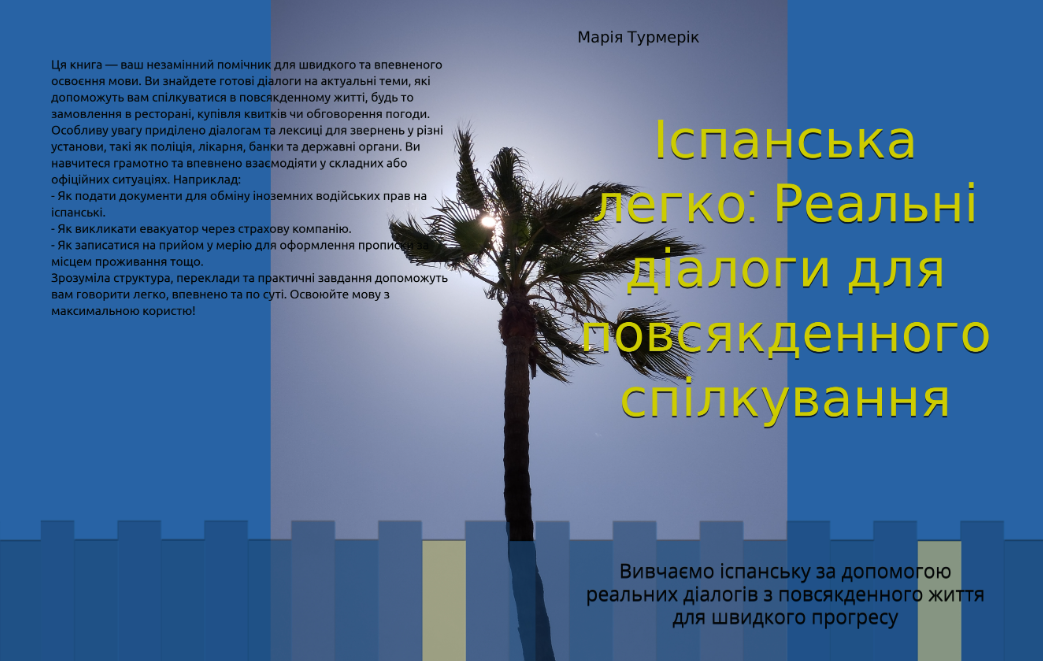 Марія Турмерік
Ця книга — ваш незамінний помічник для швидкого та впевненого
освоєння мови. Ви знайдете готові діалоги на актуальні теми, які
допоможуть вам спілкуватися в повсякденному житті, будь то
замовлення в ресторані, купівля квитків чи обговорення погоди.
Особливу увагу приділено діалогам та лексиці для звернень у різні
установи, такі як поліція, лікарня, банки та державні органи. Ви
навчитеся грамотно та впевнено взаємодіяти у складних або
офіційних ситуаціях. Наприклад:
- Як подати документи для обміну іноземних водійських прав на
іспанські.
- Як викликати евакуатор через страхову компанію.
- Як записатися на прийом у мерію для оформлення прописки за
місцем проживання тощо.
Зрозуміла структура, переклади та практичні завдання допоможуть
вам говорити легко, впевнено та по суті. Освоюйте мову з
максимальною користю!
Іспанська
легко: Реальні
діалоги для
повсякденного
спілкування
Вивчаємо іспанську за допомогою
реальних діалогів з повсякденного життя
для швидкого прогресу